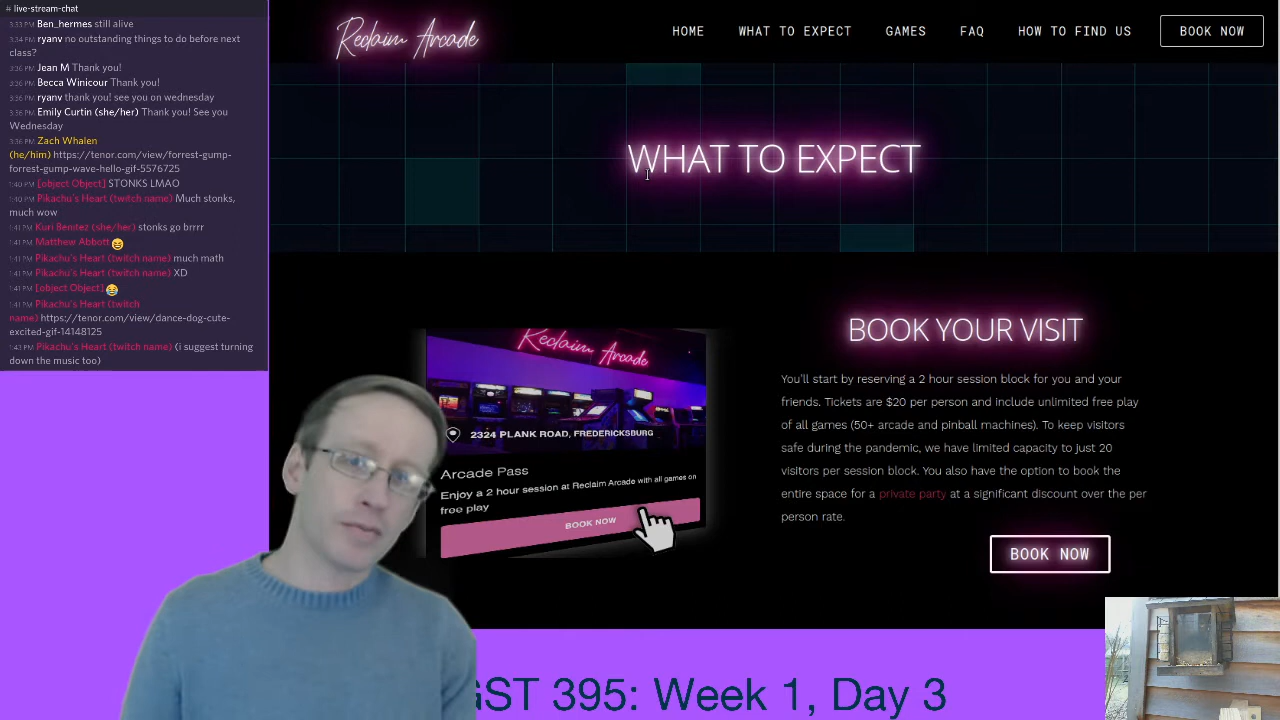 # live-stream-chat
3:33 PM Ben_hermes still alive
3:34 PM ryanv no outstanding things to do before next
class?
3:36 PM Jean M Thank you!
3:36 PM Becca Winicour Thank you!
3:36 PM ryanv thank you! see you on wednesday
3:36 PM Emily Curtin (she/her) Thank you! See you
Wednesday
3:36 PM Zach Whalen
(he/him) https://tenor.com/view/forrest-gump-
forrest-gump-wave-hello-gif-5576725
1:40 PM [object Object] STONKS LMAO
1:40 PM Pikachu's Heart (twitch name) Much stonks,
much wow
1:41 PM Kuri Benitez (she/her) stonks go brrrr
1:41 PM Matthew Abbott 😆
1:41 PM Pikachu's Heart (twitch name) much math
1:41 PM Pikachu's Heart (twitch name) XD
1:41 PM [object Object] 😂
1:41 PM Pikachu's Heart (twitch
name) https://tenor.com/view/dance-dog-cute-
excited-gif-14148125
1:43 PM Pikachu's Heart (twitch name) (i suggest turning
down the music too)
Reclaim Arcade
HOME WHAT TO EXPECT GAMES FAQ HOW TO FIND US BOOK NOW
WHAT TO EXPECT
Reclaim Arcade
2324 PLANK ROAD, FREDERICKSBURG
Arcade Pass
Enjoy a 2 hour session at Reclaim Arcade with all games on
free play
BOOK NOW
BOOK YOUR VISIT
You'll start by reserving a 2 hour session block for you and your
friends. Tickets are $20 per person and include unlimited free play
of all games (50+ arcade and pinball machines). To keep visitors
safe during the pandemic, we have limited capacity to just 20
visitors per session block. You also have the option to book the
entire space for a private party at a significant discount over the per
person rate.
BOOK NOW
GST 395: Week 1, Day 3